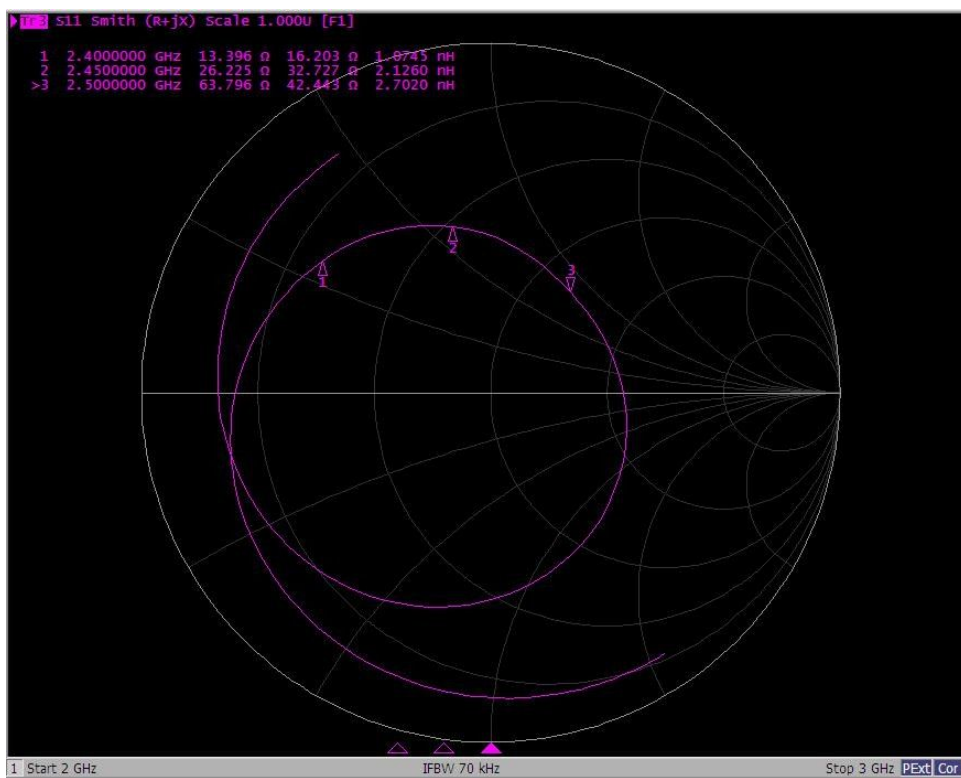 Tr3 S11 Smith (R+jX) Scale 1.000U [F1]
1 2.4000000 GHz 13.396 Ω 16.203 Ω 1.0745 nH
2 2.4500000 GHz 26.225 Ω 32.727 Ω 2.1260 nH
>3 2.5000000 GHz 63.796 Ω 42.443 Ω 2.7020 nH
3
2
1
1 Start 2 GHz IFBW 70 kHz Stop 3 GHz PExt Cor